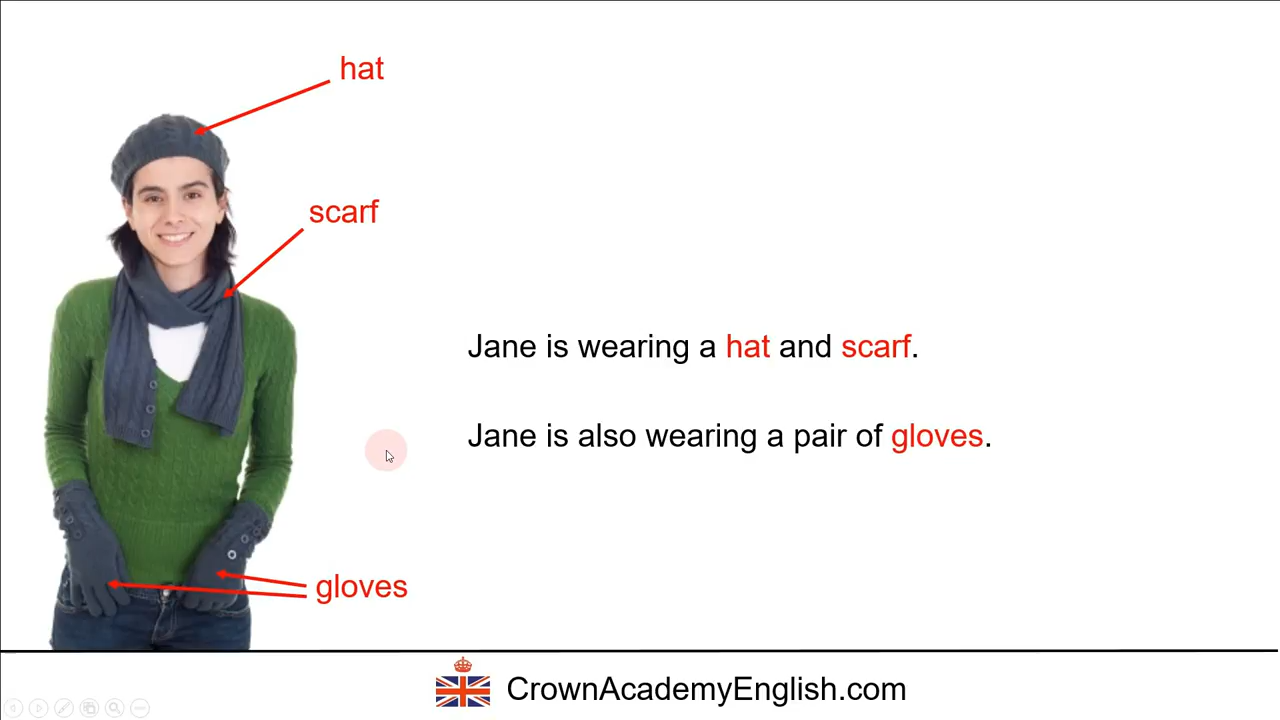 hat
scarf
Jane is wearing a hat and scarf.
Jane is also wearing a pair of gloves.
gloves
CrownAcademyEnglish.com